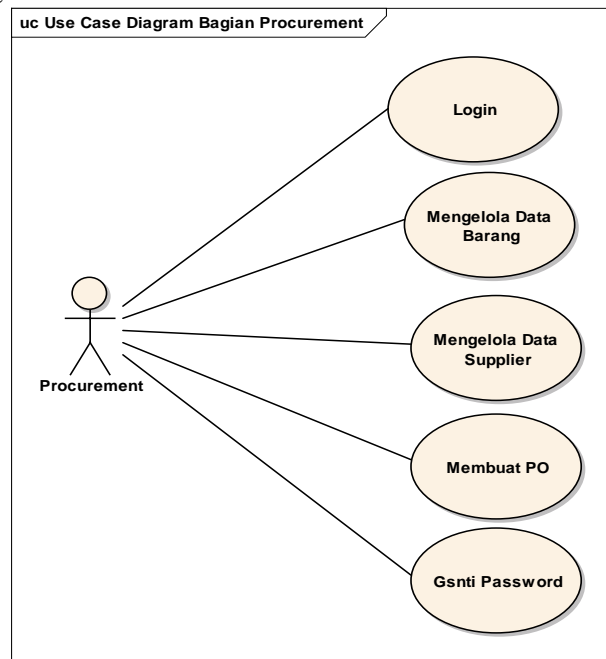 uc Use Case Diagram Bagian Procurement
Login
Mengelola Data
Barang
Mengelola Data
Supplier
Procurement
Membuat PO
Gsnti Password